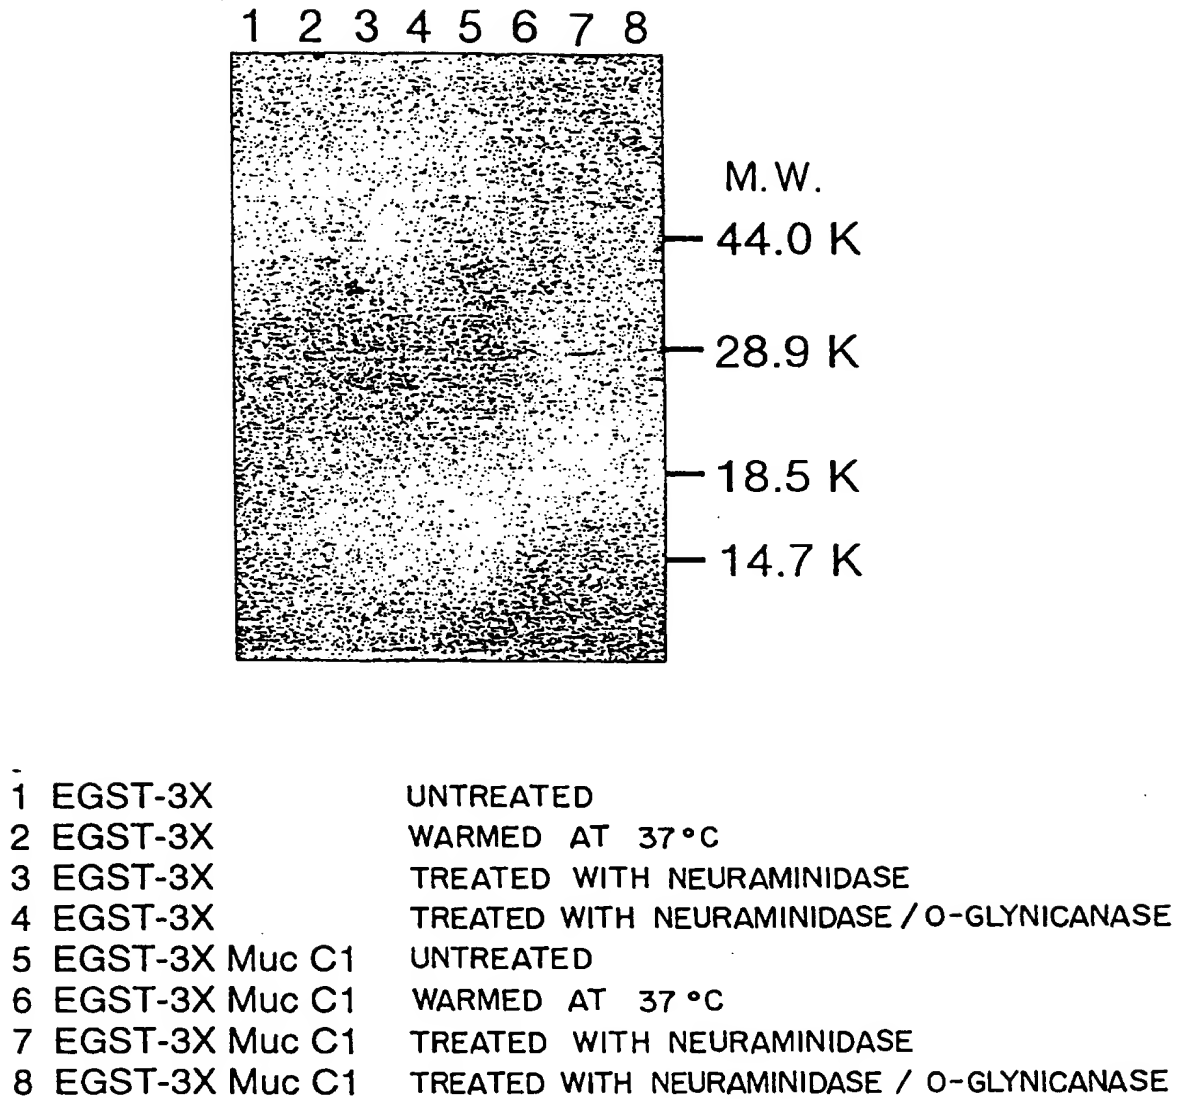 1 2 3 4 5 6 7 8
M.W.
44.0 K
28.9 K
18.5 K
14.7 K
1 EGST-3X UNTREATED
2 EGST-3X WARMED AT 37°C
3 EGST-3X TREATED WITH NEURAMINIDASE
4 EGST-3X TREATED WITH NEURAMINIDASE / O-GLYNICANASE
5 EGST-3X Muc C1 UNTREATED
6 EGST-3X Muc C1 WARMED AT 37°C
7 EGST-3X Muc C1 TREATED WITH NEURAMINIDASE
8 EGST-3X Muc C1 TREATED WITH NEURAMINIDASE / O-GLYNICANASE